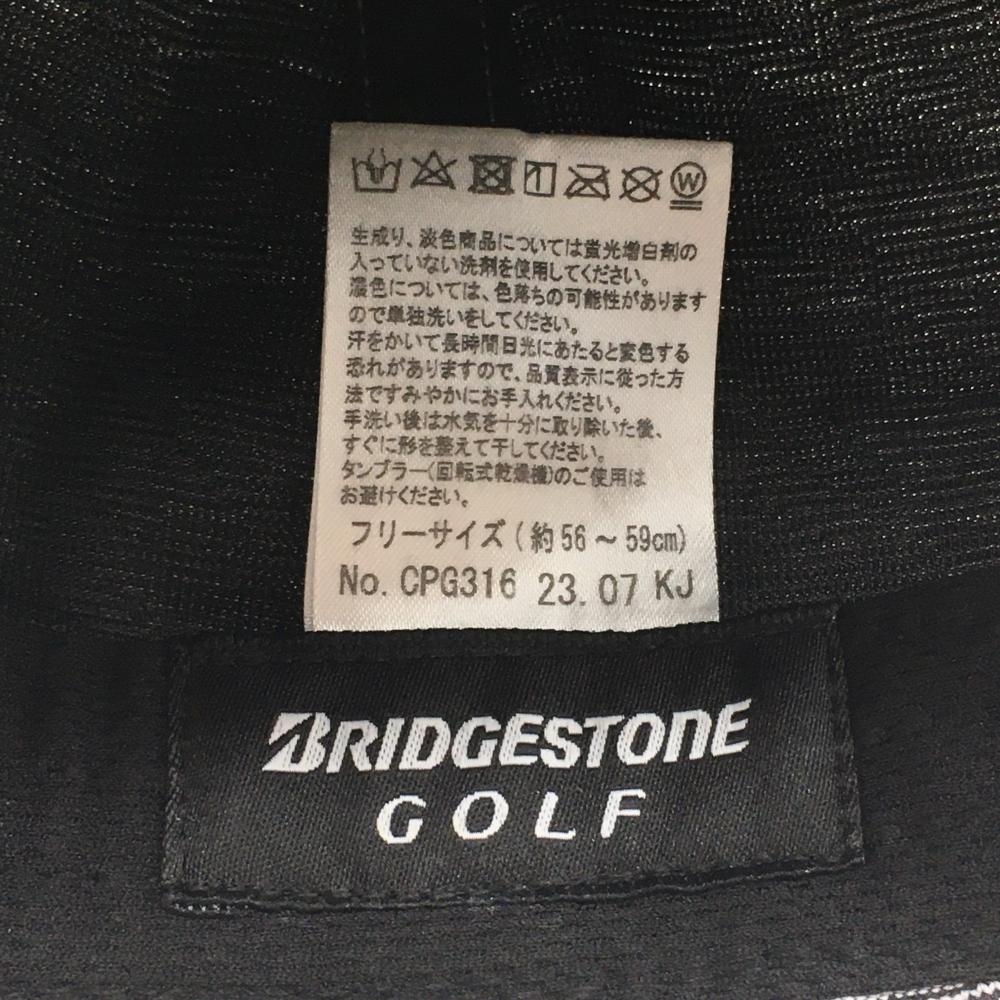 W
生成り、淡色商品については蛍光増白剤の
入っていない洗剤を使用してください。
濃色については、色落ちの可能性があります
ので単独洗いをしてください。
汗をかいて長時間日光にあたると変色する
恐れがありますので、品質表示に従った方
法ですみやかにお手入れください。
手洗い後は水気を十分に取り除いた後、
すぐに形を整えて干してください。
タンブラー(回転式乾燥機)のご使用は
お避けください。
フリーサイズ(約56～59cm)
No. CPG316 23.07 KJ
BRIDGESTONE
GOLF